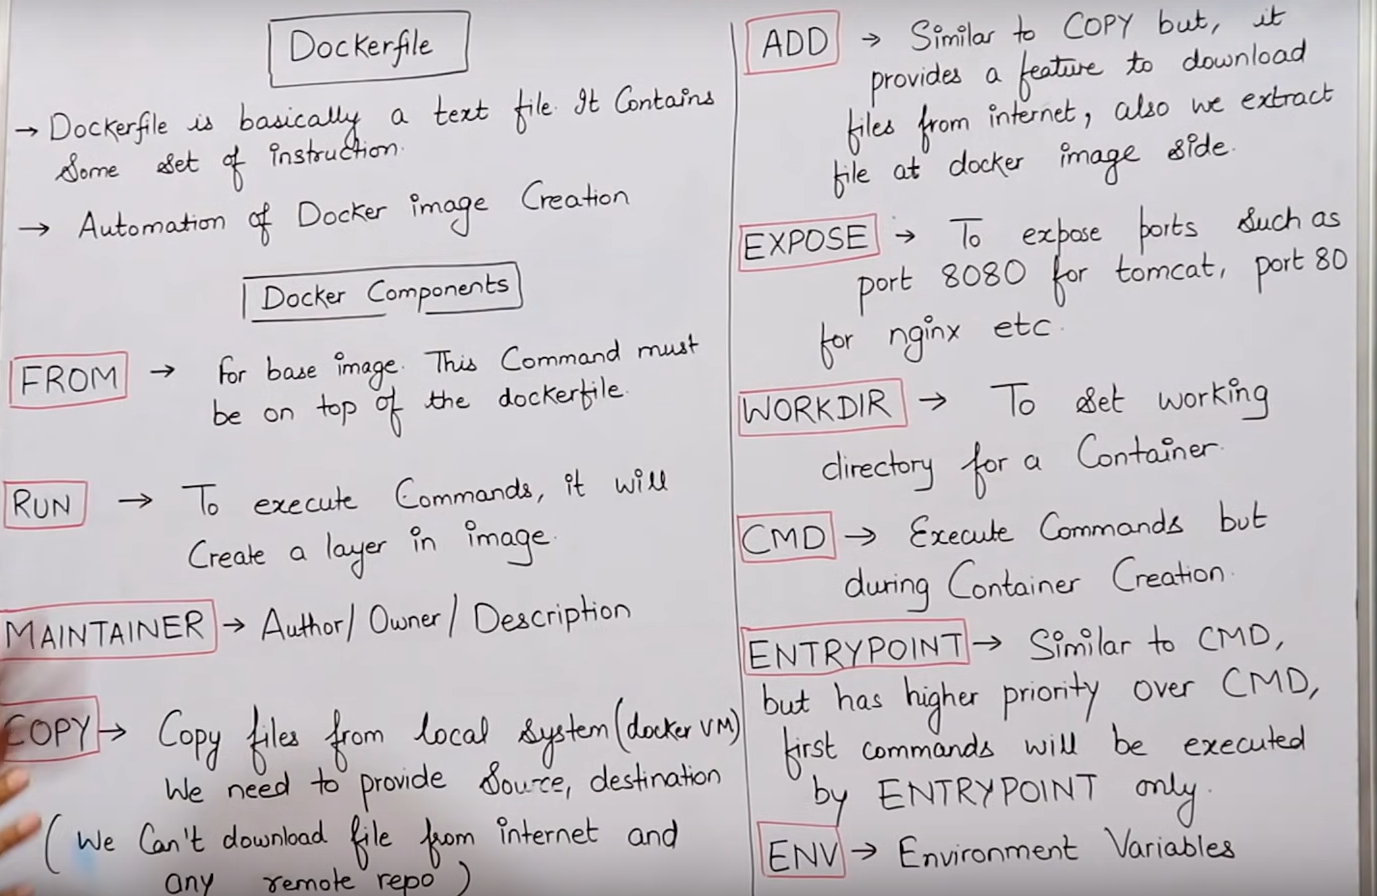 Dockerfile
→ Dockerfile is basically a text file. It Contains
Some set of instruction.
→ Automation of Docker image Creation
Docker Components
FROM → for base image. This Command must
be on top of the dockerfile.
RUN → To execute Commands, it will
Create a layer in image.
MAINTAINER → Author/ Owner/ Description
COPY → Copy files from local system (docker VM)
We need to provide Source, destination
( We Can't download file from internet and
any remote repo )
ADD → Similar to COPY but, it
provides a feature to download
files from internet, also we extract
file at docker image side.
EXPOSE → To expose ports such as
port 8080 for tomcat, port 80
for nginx etc.
WORKDIR → To set working
directory for a Container.
CMD → Execute Commands but
during Container Creation.
ENTRYPOINT → Similar to CMD,
but has higher priority over CMD,
first commands will be executed
by ENTRYPOINT only.
ENV → Environment Variables